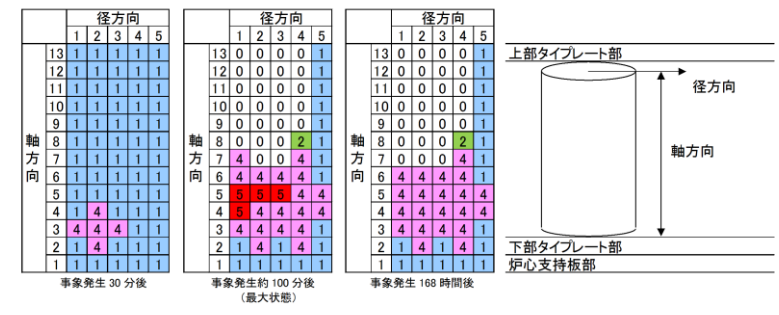 径方向
1 2 3 4 5
軸方向
13 1 1 1 1 1
12 1 1 1 1 1
11 1 1 1 1 1
10 1 1 1 1 1
9 1 1 1 1 1
8 1 1 1 1 1
7 1 1 1 1 1
6 1 1 1 1 1
5 1 1 1 1 1
4 1 4 1 1 1
3 4 4 4 1 1
2 1 4 1 1 1
1 1 1 1 1 1
事象発生 30 分後
径方向
1 2 3 4 5
軸方向
13 0 0 0 0 1
12 0 0 0 0 1
11 0 0 0 0 1
10 0 0 0 0 1
9 0 0 0 0 1
8 0 0 0 2 1
7 4 0 0 4 1
6 4 4 4 4 1
5 5 5 5 4 4
4 5 4 4 4 4
3 4 4 4 4 1
2 1 4 1 4 1
1 1 1 1 1 1
事象発生約 100 分後
（最大状態）
径方向
1 2 3 4 5
軸方向
13 0 0 0 0 1
12 0 0 0 0 1
11 0 0 0 0 1
10 0 0 0 0 1
9 0 0 0 0 1
8 0 0 0 2 1
7 0 0 0 4 1
6 4 4 4 4 1
5 4 4 4 4 4
4 4 4 4 4 4
3 4 4 4 4 1
2 1 4 1 4 1
1 1 1 1 1 1
事象発生 168 時間後
上部タイプレート部
径方向
軸方向
下部タイプレート部
炉心支持板部